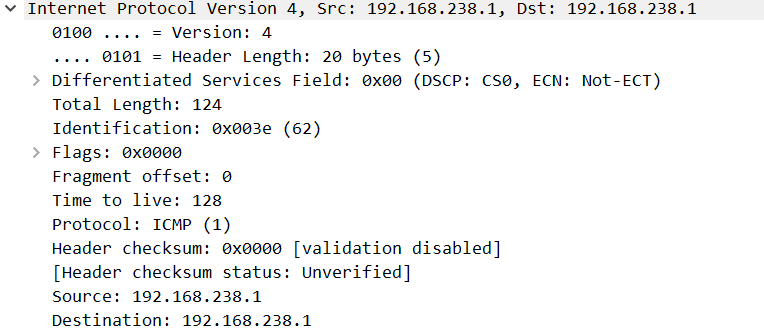 Internet Protocol Version 4, Src: 192.168.238.1, Dst: 192.168.238.1
0100 .... = Version: 4
.... 0101 = Header Length: 20 bytes (5)
Differentiated Services Field: 0x00 (DSCP: CS0, ECN: Not-ECT)
Total Length: 124
Identification: 0x003e (62)
Flags: 0x0000
Fragment offset: 0
Time to live: 128
Protocol: ICMP (1)
Header checksum: 0x0000 [validation disabled]
[Header checksum status: Unverified]
Source: 192.168.238.1
Destination: 192.168.238.1